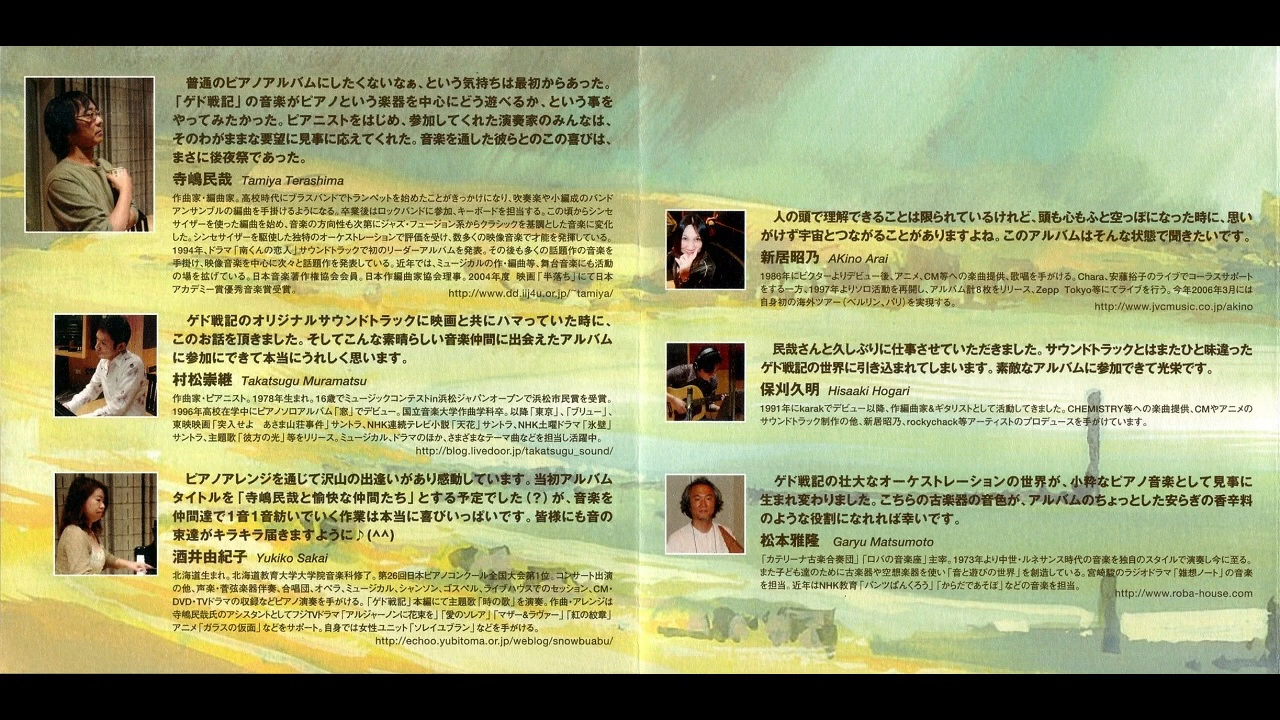 普通のピアノアルバムにしたくないなぁ、という気持ちは最初からあった。
「ゲド戦記」の音楽がピアノという楽器を中心にどう遊べるか、という事を
やってみたかった。ピアニストをはじめ、参加してくれた演奏家のみんなは、
そのわがままな要望に見事に応えてくれた。音楽を通した彼らとのこの喜びは、
まさに後夜祭であった。
寺嶋民哉 Tamiya Terashima
作曲家・編曲家。高校時代にブラスバンドでトランペットを始めたことがきっかけになり、吹奏楽や小編成のバンド
アンサンブルの編曲を手掛けるようになる。卒業後はロックバンドに参加、キーボードを担当する。この頃からシンセ
サイザーを使った編曲を始め、音楽の方向性も次第にジャズ・フュージョン系からクラシックを基調とした音楽に変化
した。シンセサイザーを駆使した独特のオーケストレーションで評価を受け、数多くの映像音楽で才能を発揮している。
1994年、ドラマ「南くんの恋人」サウンドトラックで初のリーダーアルバムを発表。その後も多くの話題作の音楽を
手掛け、映像音楽を中心に次々と話題作を発表している。近年では、ミュージカルの作・編曲等、舞台音楽にも活動
の場を拡げている。日本音楽著作権協会会員。日本作編曲家協会理事。2004年度 映画「半落ち」にて日本
アカデミー賞優秀音楽賞受賞。
http://www.dd.iij4u.or.jp/~tamiya/
ゲド戦記のオリジナルサウンドトラックに映画と共にハマっていた時に、
このお話を頂きました。そしてこんな素晴らしい音楽仲間に出会えたアルバム
に参加にできて本当にうれしく思います。
村松崇継 Takatsugu Muramatsu
作曲家・ピアニスト。1978年生まれ。16歳でミュージックコンテストin浜松ジャパンオープンで浜松市民賞を受賞。
1996年高校在学中にピアノソロアルバム「窓」でデビュー。国立音楽大学作曲学科卒。以降「東京」、「ブリュー」、
東映映画「突入せよ あさま山荘事件」サントラ、NHK連続テレビ小説「天花」サントラ、NHK土曜ドラマ「氷壁」
サントラ、主題歌「彼方の光」等をリリース。ミュージカル、ドラマのほか、さまざまなテーマ曲などを担当し活躍中。
http://blog.livedoor.jp/takatsugu_sound/
ピアノアレンジを通じて沢山の出逢いがあり感動しています。当初アルバム
タイトルを「寺嶋民哉と愉快な仲間たち」とする予定でした(？)が、音楽を
仲間達で1音1音紡いでいく作業は本当に喜びいっぱいです。皆様にも音の
束達がキラキラ届きますように♪(^^)
酒井由紀子 Yukiko Sakai
北海道生まれ。北海道教育大学大学院音楽科修了。第26回日本ピアノコンクール全国大会第1位。コンサート出演
の他、声楽・管弦楽器伴奏、合唱団、オペラ、ミュージカル、シャンソン、ゴスペル、ライブハウスでのセッション、CM・
DVD・TVドラマの収録などピアノ演奏を手がける。「ゲド戦記」本編にて主題歌「時の歌」を演奏。作曲・アレンジは
寺嶋民哉氏のアシスタントとしてフジTVドラマ「アルジャーノンに花束を」「愛のソレア」「マザー&ラヴァー」「紅の紋章」
アニメ「ガラスの仮面」などをサポート。自身では女性ユニット「ソレイユブラン」などを手がける。
http://echoo.yubitoma.or.jp/weblog/snowbuabu/
人の頭で理解できることは限られているけれど、頭も心もふと空っぽになった時に、思い
がけず宇宙とつながることがありますよね。このアルバムはそんな状態で聞きたいです。
新居昭乃 AKino Arai
1986年にビクターよりデビュー後、アニメ、CM等への楽曲提供、歌唱を手がける。Chara、安藤裕子のライブでコーラスサポート
をする一方、1997年よりソロ活動を再開し、アルバム計8枚をリリース、Zepp Tokyo等にてライブを行う。今年2006年3月には
自身初の海外ツアー(ベルリン、パリ)を実現する。
http://www.jvcmusic.co.jp/akino
民哉さんと久しぶりに仕事させていただきました。サウンドトラックとはまたひと味違った
ゲド戦記の世界に引き込まれてしまいます。素敵なアルバムに参加できて光栄です。
保刈久明 Hisaaki Hogari
1991年にkarakでデビュー以降、作編曲家&ギタリストとして活動してきました。CHEMISTRY等への楽曲提供、CMやアニメの
サウンドトラック制作の他、新居昭乃、rockychack等アーティストのプロデュースを手がけています。
ゲド戦記の壮大なオーケストレーションの世界が、小粋なピアノ音楽として見事に
生まれ変わりました。こちらの古楽器の音色が、アルバムのちょっとした安らぎの香辛料
のような役割になれれば幸いです。
松本雅隆 Garyu Matsumoto
「カテリーナ古楽合奏団」「ロバの音楽座」主宰。1973年より中世・ルネサンス時代の音楽を独自のスタイルで演奏し今に至る。
また子ども達のために古楽器や空想楽器を使い「音と遊びの世界」を創造している。宮崎駿のラジオドラマ「雑想ノート」の音楽
を担当。近年はNHK教育「パンツぱんくろう」「からだであそぼ」などの音楽を担当。
http://www.roba-house.com